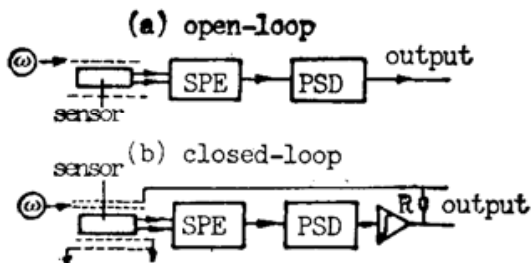 (a) open-loop
ω
SPE
PSD
output
sensor
sensor
(b) closed-loop
ω
SPE
PSD
R
output